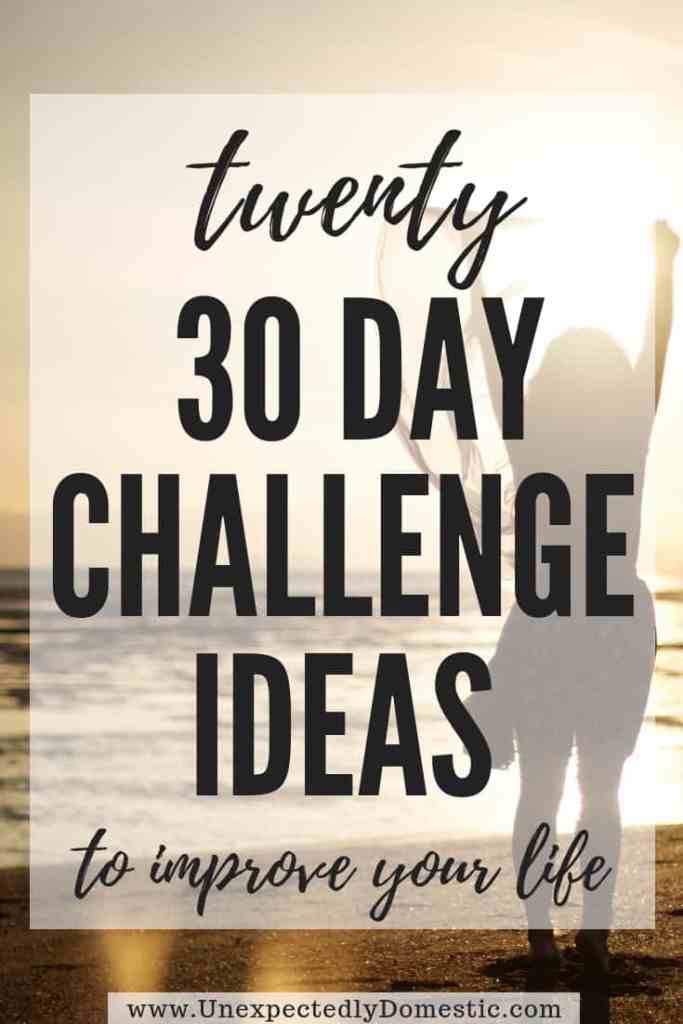 twenty
30 DAY
CHALLENGE
IDEAS
to improve your life
www.UnexpectedlyDomestic.com